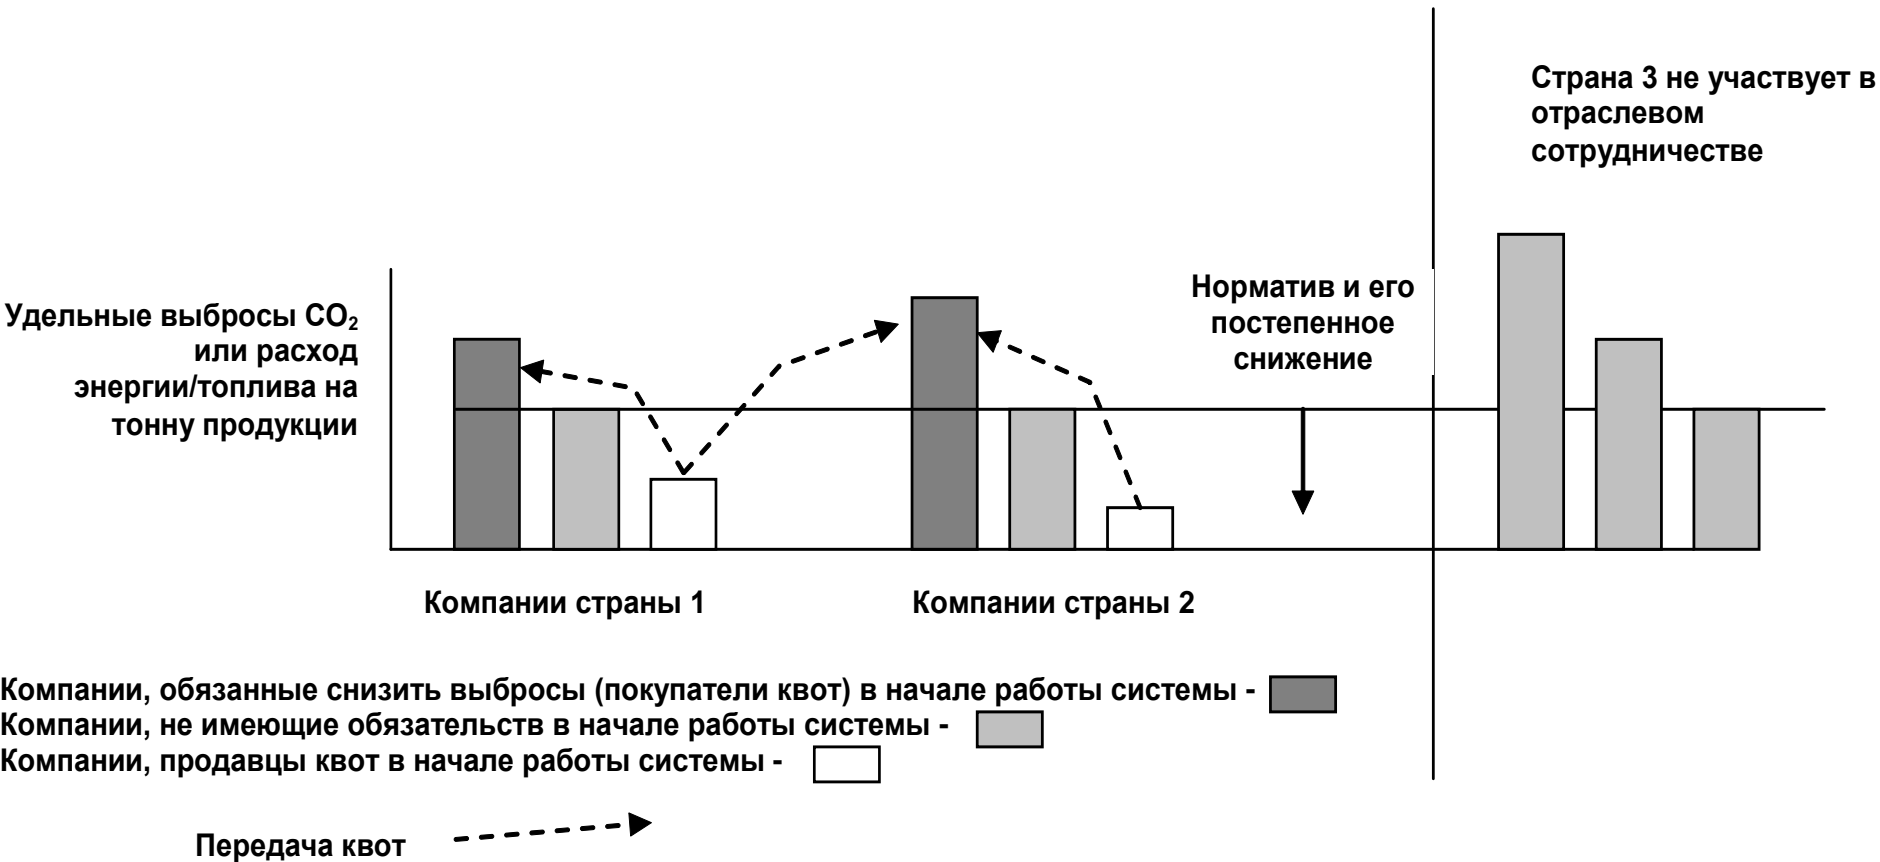 Страна 3 не участвует в
отраслевом
сотрудничестве
Удельные выбросы CO₂
или расход
энергии/топлива на
тонну продукции
Норматив и его
постепенное
снижение
Компании страны 1
Компании страны 2
Компании, обязанные снизить выбросы (покупатели квот) в начале работы системы -
Компании, не имеющие обязательств в начале работы системы -
Компании, продавцы квот в начале работы системы -
Передача квот